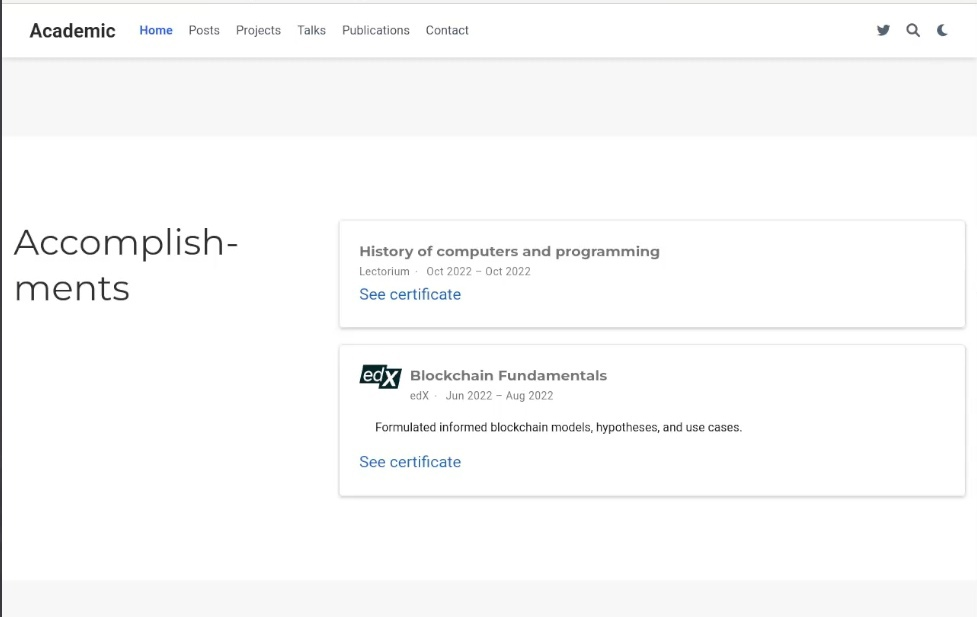 Academic Home Posts Projects Talks Publications Contact
Accomplish-
ments
History of computers and programming
Lectorium · Oct 2022 – Oct 2022
See certificate
edX Blockchain Fundamentals
edX · Jun 2022 – Aug 2022
Formulated informed blockchain models, hypotheses, and use cases.
See certificate